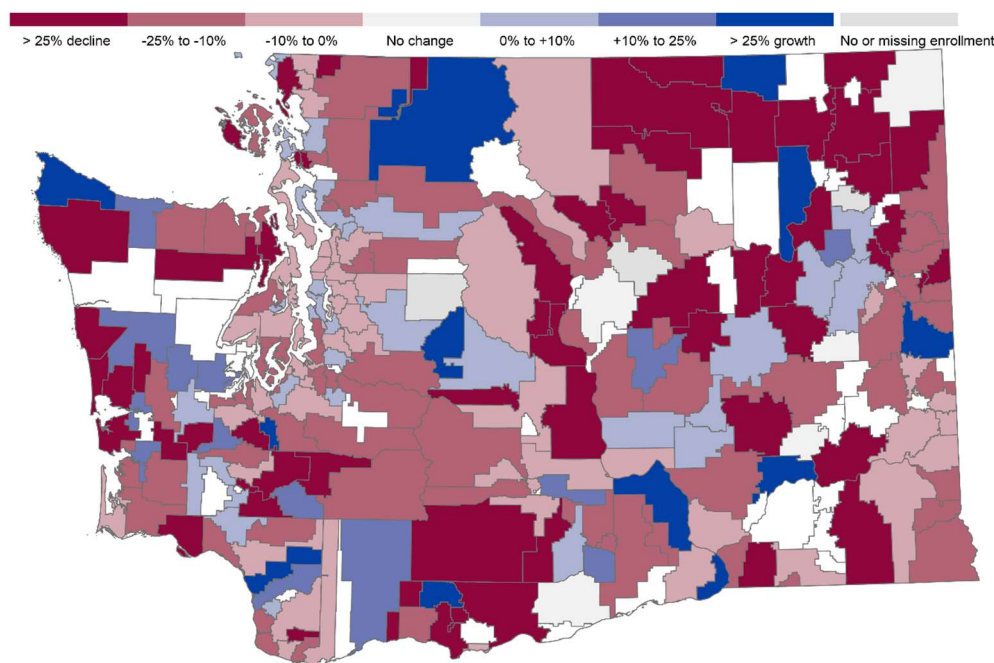 > 25% decline -25% to -10% -10% to 0% No change 0% to +10% +10% to 25% > 25% growth No or missing enrollment